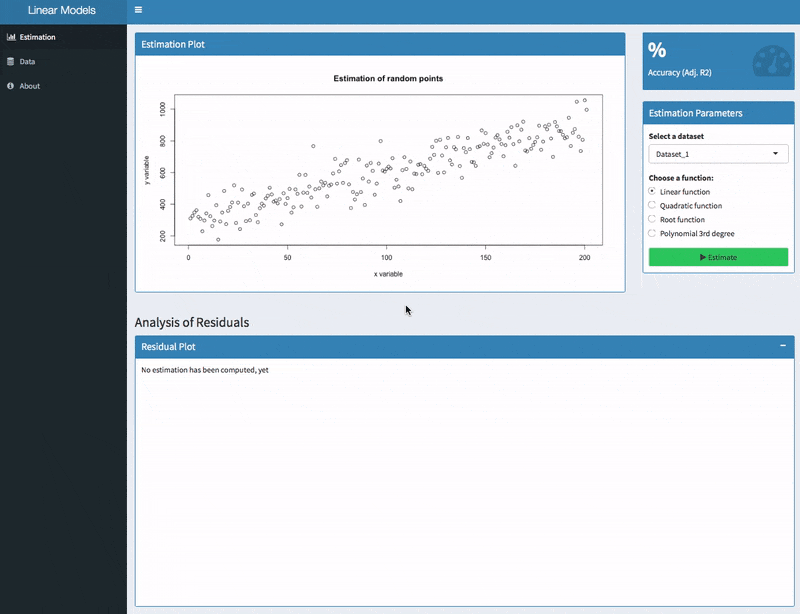 Linear Models
Estimation
Data
About
Estimation Plot
Estimation of random points
y variable
1000
800
600
400
200
0
50
100
150
200
x variable
%
Accuracy (Adj. R2)
Estimation Parameters
Select a dataset
Dataset_1
Choose a function:
Linear function
Quadratic function
Root function
Polynomial 3rd degree
Estimate
Analysis of Residuals
Residual Plot
No estimation has been computed, yet